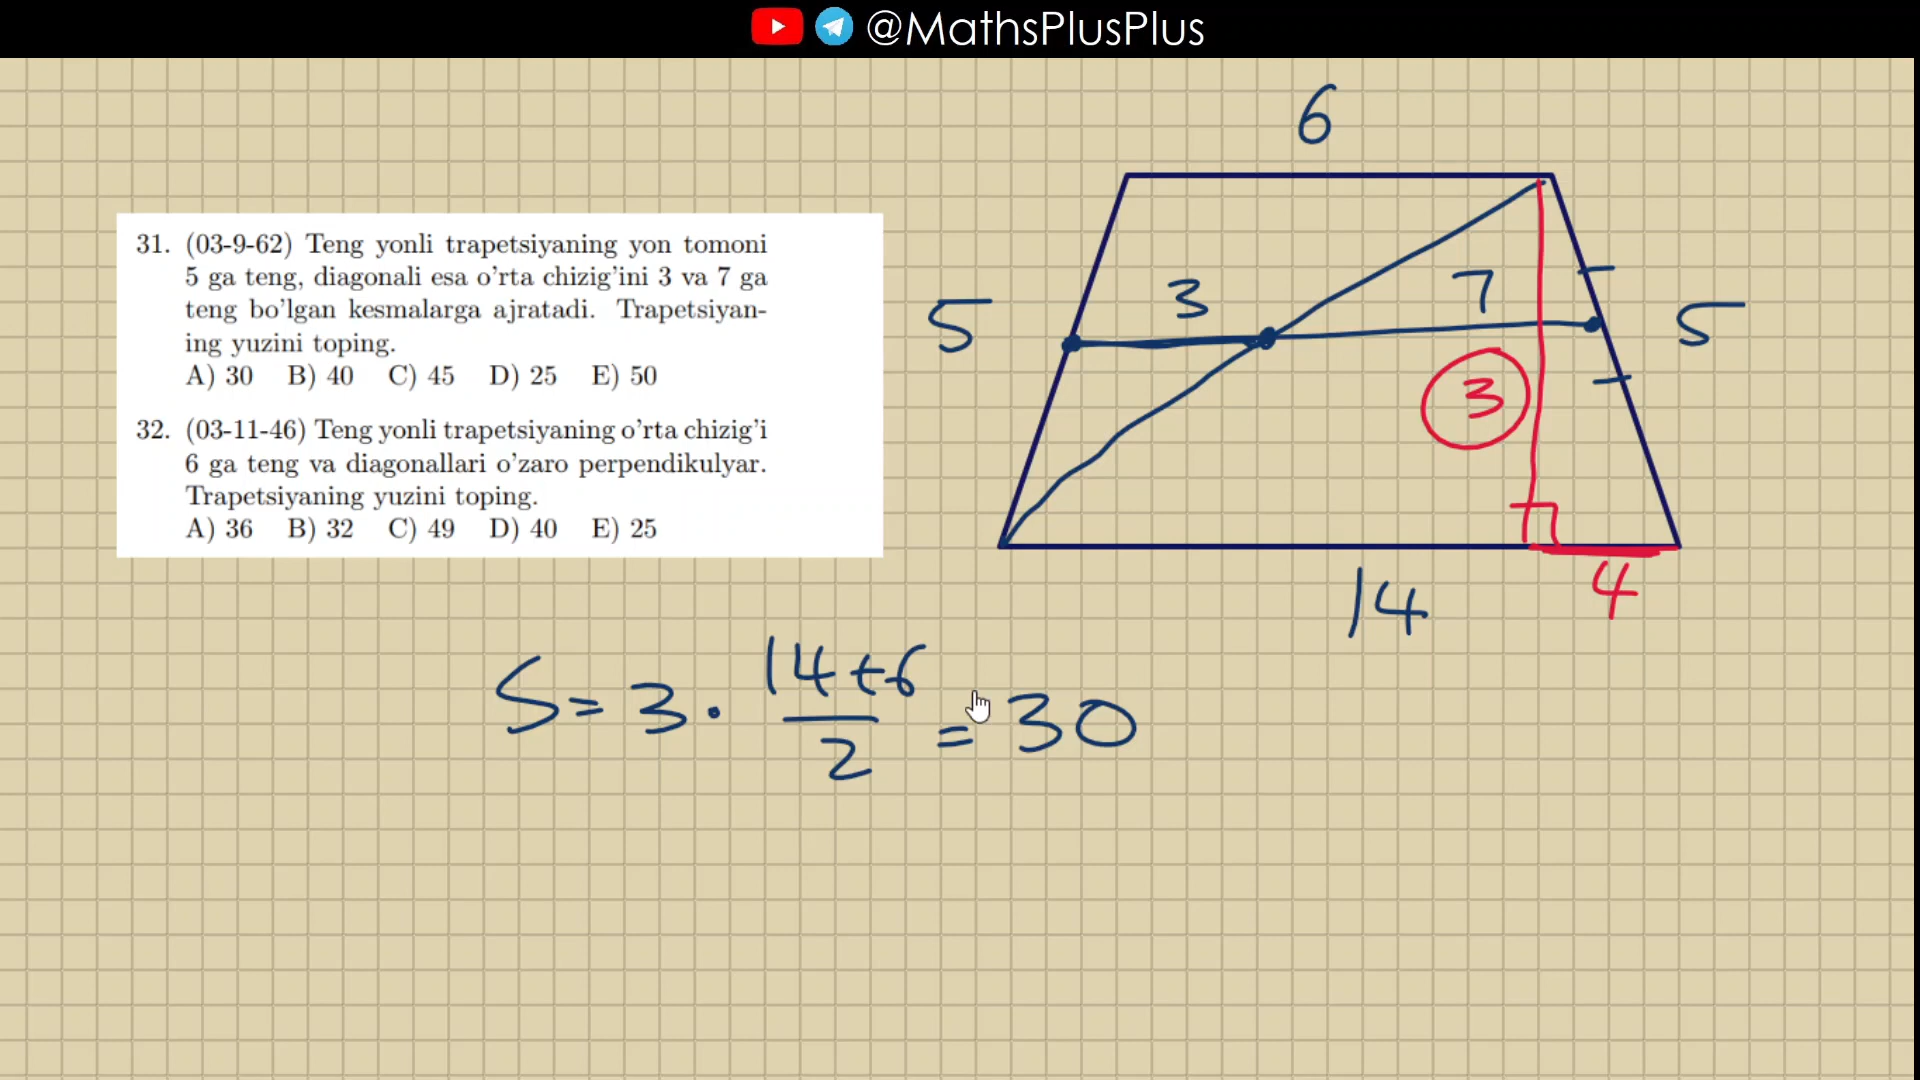 @MathsPlusPlus
31. (03-9-62) Teng yonli trapetsiyaning yon tomoni
5 ga teng, diagonali esa o'rta chizig'ini 3 va 7 ga
teng bo'lgan kesmalarga ajratadi. Trapetsiyan-
ing yuzini toping.
A) 30 B) 40 C) 45 D) 25 E) 50
32. (03-11-46) Teng yonli trapetsiyaning o'rta chizig'i
6 ga teng va diagonallari o'zaro perpendikulyar.
Trapetsiyaning yuzini toping.
A) 36 B) 32 C) 49 D) 40 E) 25
6
5
3
7
5
3
4
14
S = 3 · 14+6 / 2 = 30